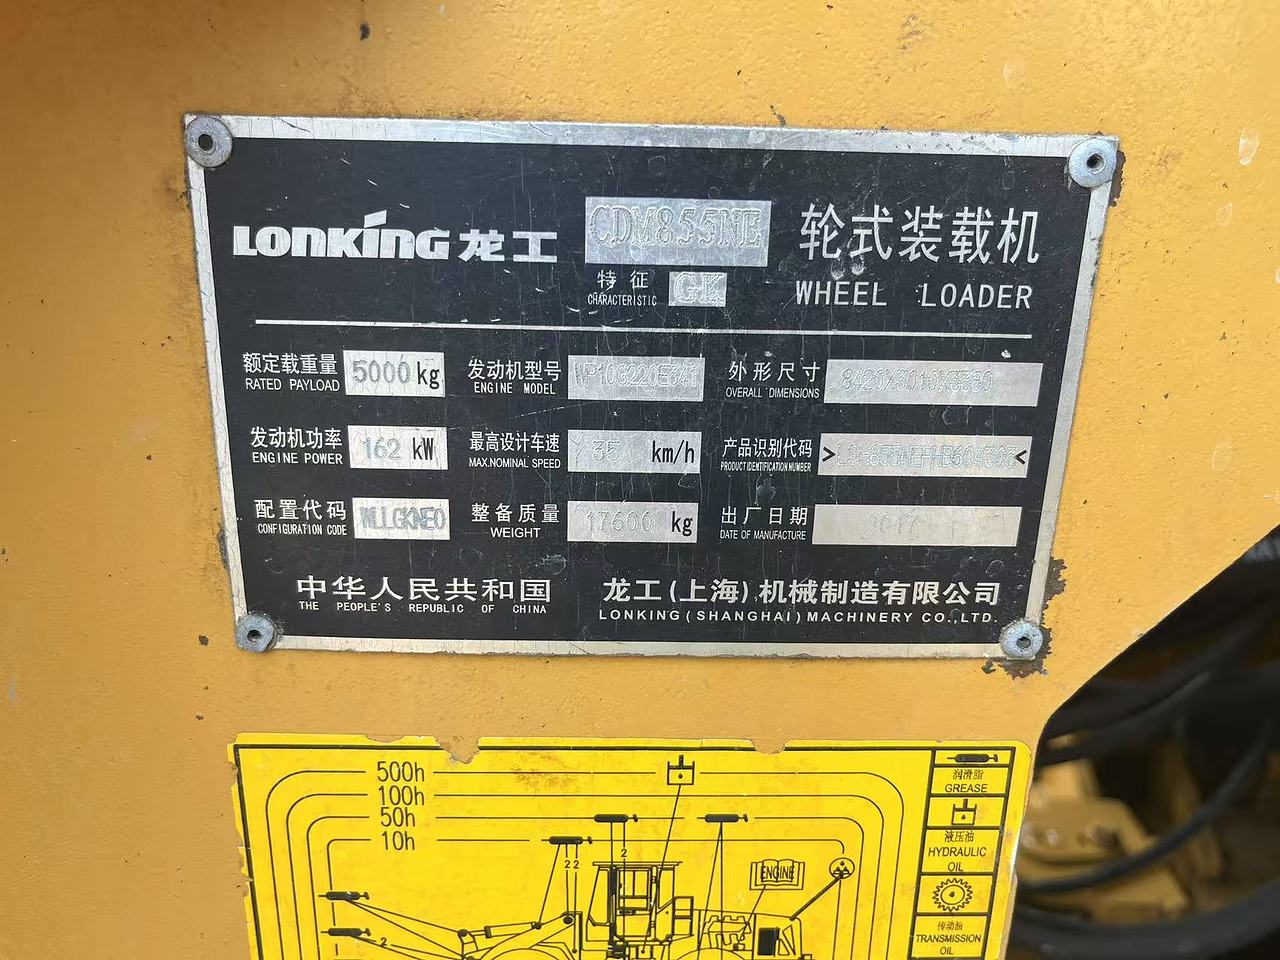 LONKING 龙工 CDM855NE 轮式装载机
特征 GK
CHARACTERISTIC
WHEEL LOADER
额定载重量 5000 kg
RATED PAYLOAD
发动机型号 WP10G220E341
ENGINE MODEL
外形尺寸
OVERALL DIMENSIONS
发动机功率 162 kW
ENGINE POWER
最高设计车速 35 km/h
MAX.NOMINAL SPEED
产品识别代码 > <
PRODUCT IDENTIFICATION NUMBER
配置代码
CONFIGURATION CODE
整备质量 17600 kg
WEIGHT
出厂日期 2017
DATE OF MANUFACTURE
中华人民共和国
THE PEOPLE'S REPUBLIC OF CHINA
龙工(上海)机械制造有限公司
LONKING(SHANGHAI)MACHINERY CO.,LTD.
500h
100h
50h
10h
2
2 2
2
ENGINE
润滑脂
GREASE
液压油
HYDRAULIC
OIL
传动油
TRANSMISSION
OIL